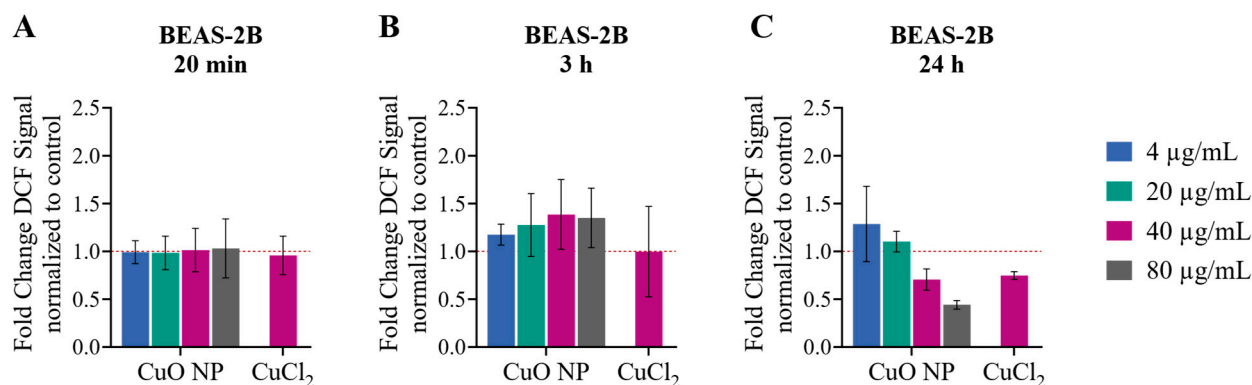 A
BEAS-2B
20 min
Fold Change DCF Signal
normalized to control
2.5
2.0
1.5
1.0
0.5
0.0
CuO NP
CuCl₂
B
BEAS-2B
3 h
Fold Change DCF Signal
normalized to control
2.5
2.0
1.5
1.0
0.5
0.0
CuO NP
CuCl₂
C
BEAS-2B
24 h
Fold Change DCF Signal
normalized to control
2.5
2.0
1.5
1.0
0.5
0.0
CuO NP
CuCl₂
4 µg/mL
20 µg/mL
40 µg/mL
80 µg/mL